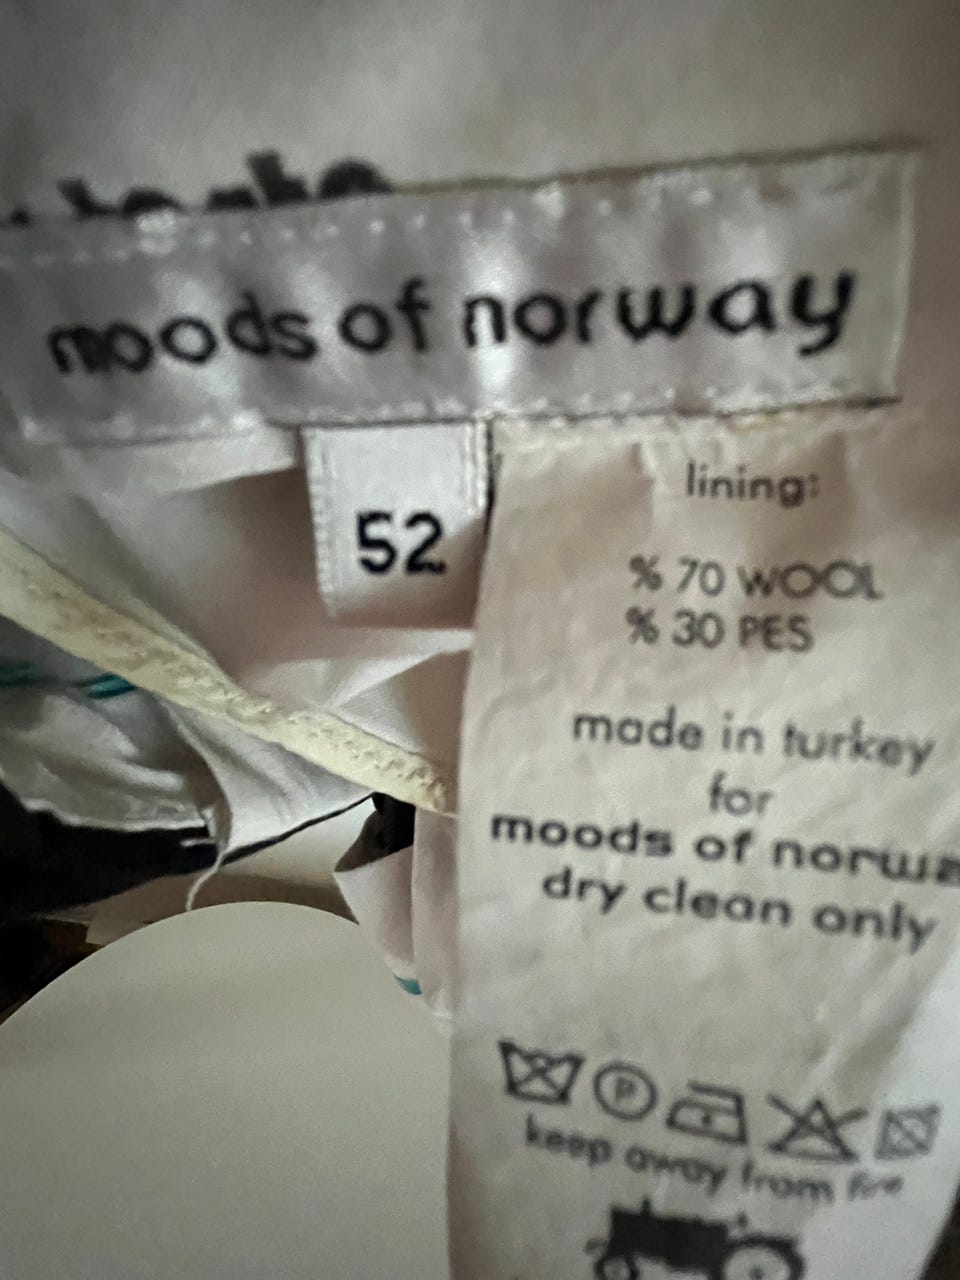 moods of norway
52
lining:
% 70 WOOL
% 30 PES
made in turkey
for
moods of norwa
dry clean only
P
keep away from fire